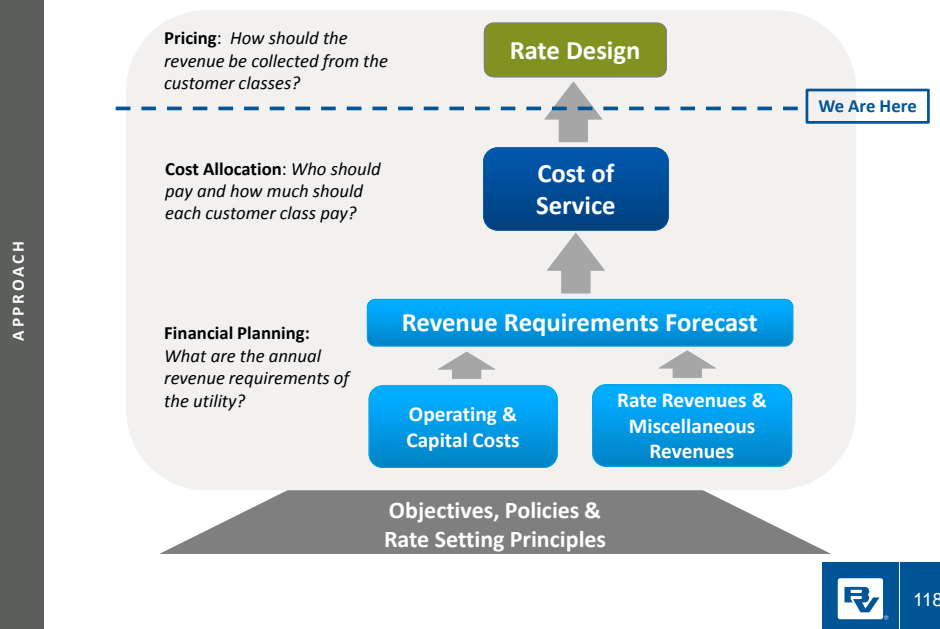 Pricing: How should the
revenue be collected from the
customer classes?
Rate Design
We Are Here
Cost Allocation: Who should
pay and how much should
each customer class pay?
Cost of
Service
APPROACH
Revenue Requirements Forecast
Financial Planning:
What are the annual
revenue requirements of
the utility?
Operating &
Capital Costs
Rate Revenues &
Miscellaneous
Revenues
Objectives, Policies &
Rate Setting Principles
BV
118